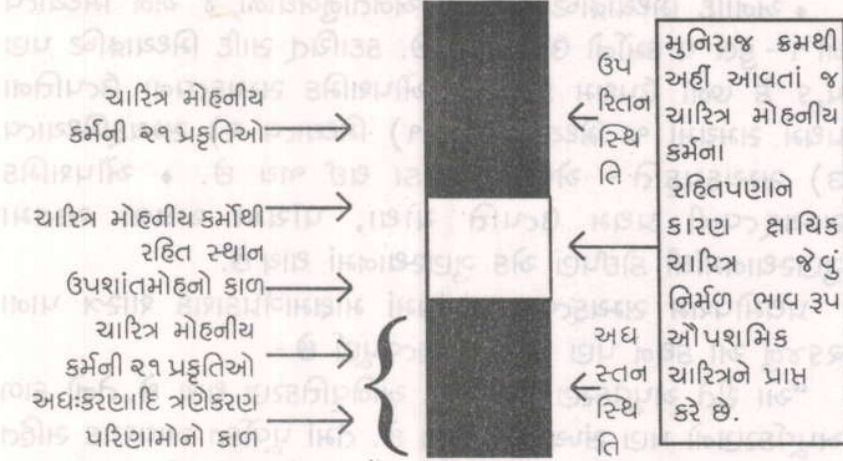 ચારિત્ર મોહનીય
કર્મની ૨૧ પ્રકૃતિઓ
ચારિત્ર મોહનીય કર્મોથી
રહિત સ્થાન
ઉપશાંતમોહનો કાળ
ચારિત્ર મોહનીય
કર્મની ૨૧ પ્રકૃતિઓ
અધઃકરણાદિ ત્રણેકરણ
પરિણામોનો કાળ
ઉપ
રિતન
સ્થિ
તિ
અધ
સ્તન
સ્થિ
તિ
મુનિરાજ ક્રમથી
અહીં આવતાં જ
ચારિત્ર મોહનીય
કર્મના
રહિતપણાને
કારણ ક્ષાયિક
ચારિત્ર જેવું
નિર્મળ ભાવ રૂપ
ઔપશમિક
ચારિત્રને પ્રાપ્ત
કરે છે.